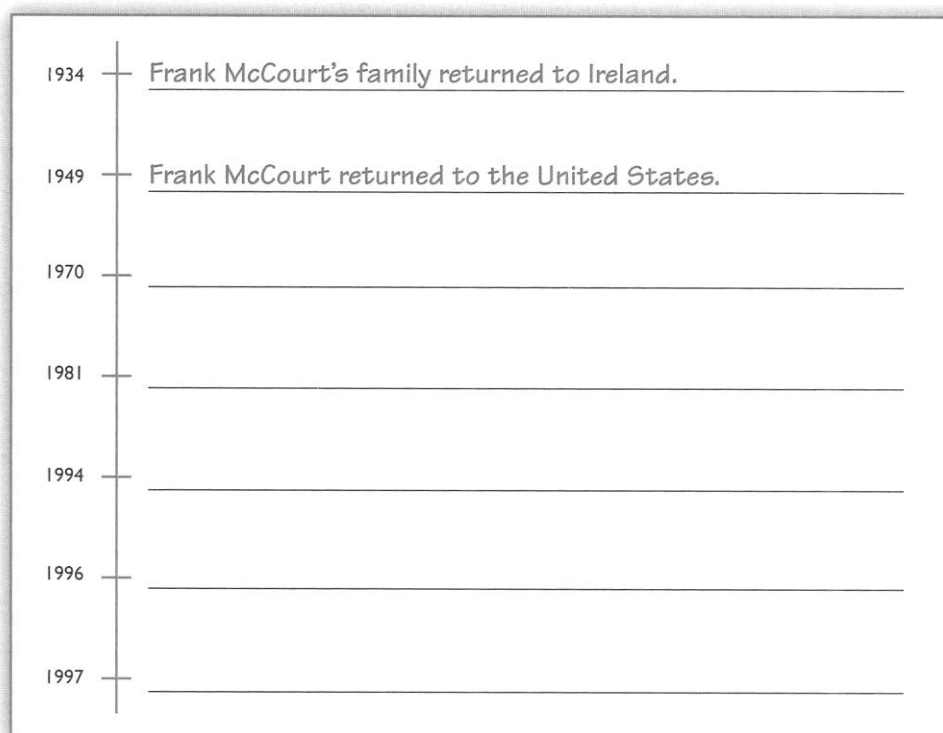 1934 Frank McCourt's family returned to Ireland.
1949 Frank McCourt returned to the United States.
1970
1981
1994
1996
1997